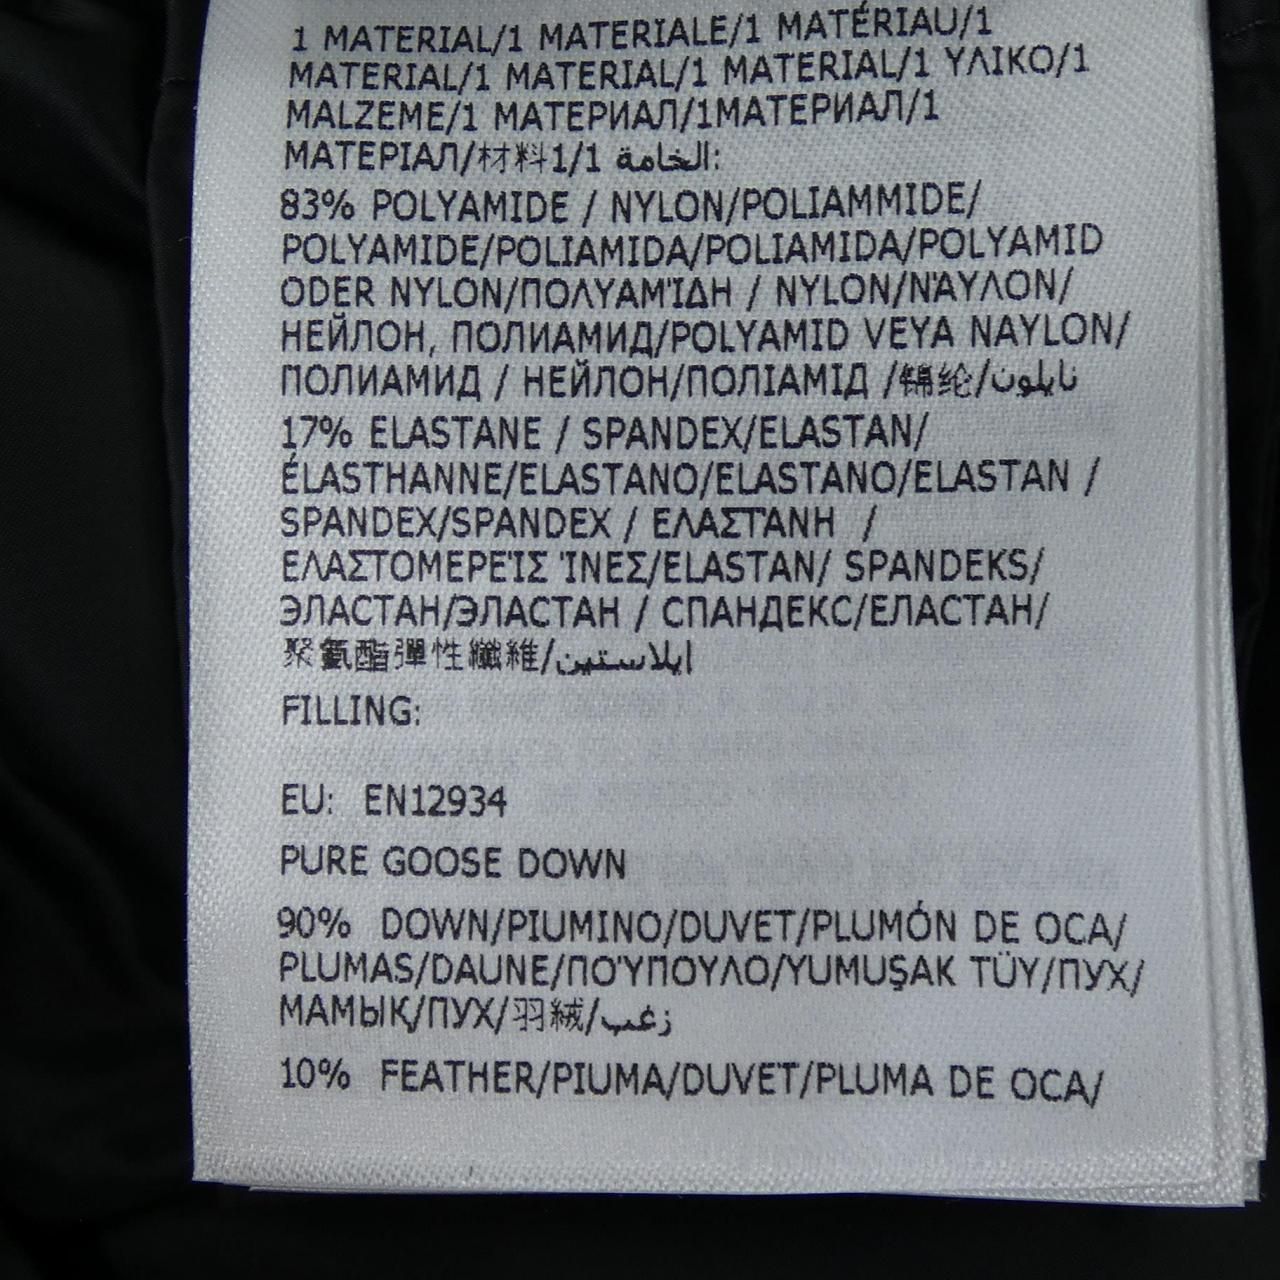 1 MATERIAL/1 MATERIALE/1 MATÉRIAU/1
MATERIAL/1 MATERIAL/1 MATERIAL/1 ΥΛΙΚΟ/1
MALZEME/1 МАТЕРИАЛ/1МАТЕРИАЛ/1
МАТЕРІАЛ/材料1/1 الخامة:
83% POLYAMIDE / NYLON/POLIAMMIDE/
POLYAMIDE/POLIAMIDA/POLIAMIDA/POLYAMID
ODER NYLON/ΠΟΛΥΑΜΊΔΗ / NYLON/ΝΆΥΛΟΝ/
НЕЙЛОН, ПОЛИАМИД/POLYAMID VEYA NAYLON/
ПОЛИАМИД / НЕЙЛОН/ПОЛІАМІД /锦纶/نايلون
17% ELASTANE / SPANDEX/ELASTAN/
ÉLASTHANNE/ELASTANO/ELASTANO/ELASTAN /
SPANDEX/SPANDEX / ΕΛΑΣΤΆΝΗ /
ΕΛΑΣΤΟΜΕΡΕΊΣ ΊΝΕΣ/ELASTAN/ SPANDEKS/
ЭЛАСТАН/ЭЛАСТАН / СПАНДЕКС/ЕЛАСТАН/
聚氨酯彈性纖維/ايلاستين
FILLING:
EU: EN12934
PURE GOOSE DOWN
90% DOWN/PIUMINO/DUVET/PLUMÓN DE OCA/
PLUMAS/DAUNE/ΠΟΎΠΟΥΛΟ/YUMUŞAK TÜY/ПУХ/
МАМЫҚ/ПУХ/羽絨/زغب
10% FEATHER/PIUMA/DUVET/PLUMA DE OCA/